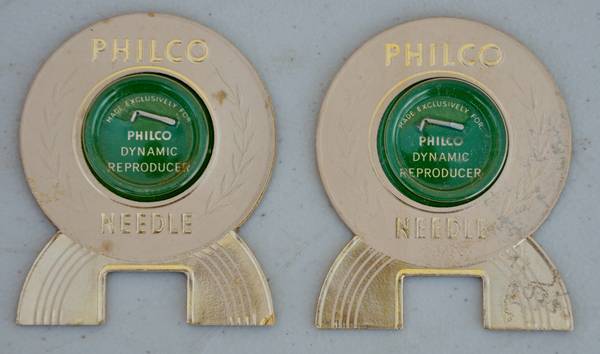 PHILCO
MADE EXCLUSIVELY FOR
PHILCO
DYNAMIC
REPRODUCER
NEEDLE
PHILCO
MADE EXCLUSIVELY FOR
PHILCO
DYNAMIC
REPRODUCER
NEEDLE